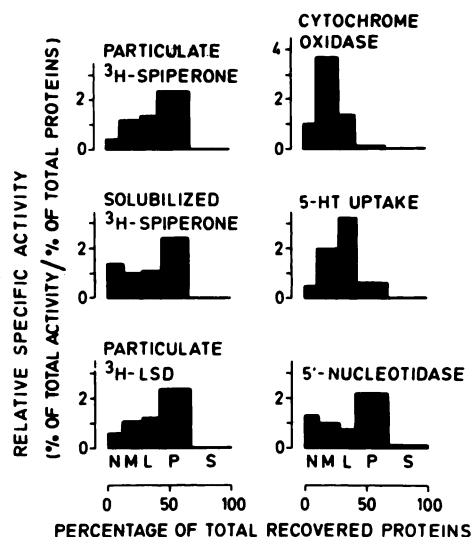 RELATIVE SPECIFIC ACTIVITY
(% OF TOTAL ACTIVITY/% OF TOTAL PROTEINS)
PARTICULATE
³H-SPIPERONE
2
0
CYTOCHROME
OXIDASE
4
2
0
SOLUBILIZED
³H-SPIPERONE
2
0
5-HT UPTAKE
2
0
PARTICULATE
³H-LSD
2
0
N M L P S
5'-NUCLEOTIDASE
2
0
N M L P S
0 50 100
0 50 100
PERCENTAGE OF TOTAL RECOVERED PROTEINS